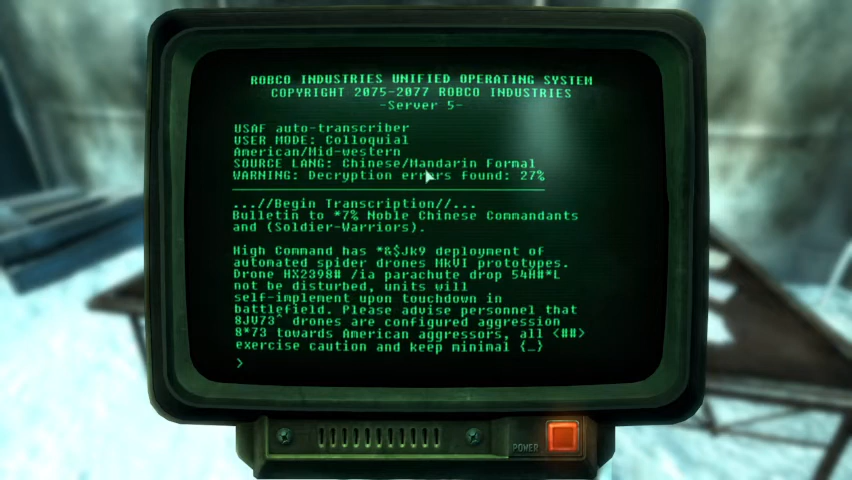 ROBCO INDUSTRIES UNIFIED OPERATING SYSTEM
COPYRIGHT 2075-2077 ROBCO INDUSTRIES
-Server 5-
USAF auto-transcriber
USER MODE: Colloquial
American/Mid-western
SOURCE LANG: Chinese/Mandarin Formal
WARNING: Decryption errors found: 27%
...//Begin Transcription//...
Bulletin to *7% Noble Chinese Commandants
and (Soldier-Warriors).
High Command has *&$Jk9 deployment of
automated spider drones MkVI prototypes.
Drone HX2398# /ia parachute drop 54H#*L
not be disturbed, units will
self-implement upon touchdown in
battlefield. Please advise personnel that
8JV73^ drones are configured aggression
8*73 towards American aggressors, all <##>
exercise caution and keep minimal {_}
>
POWER